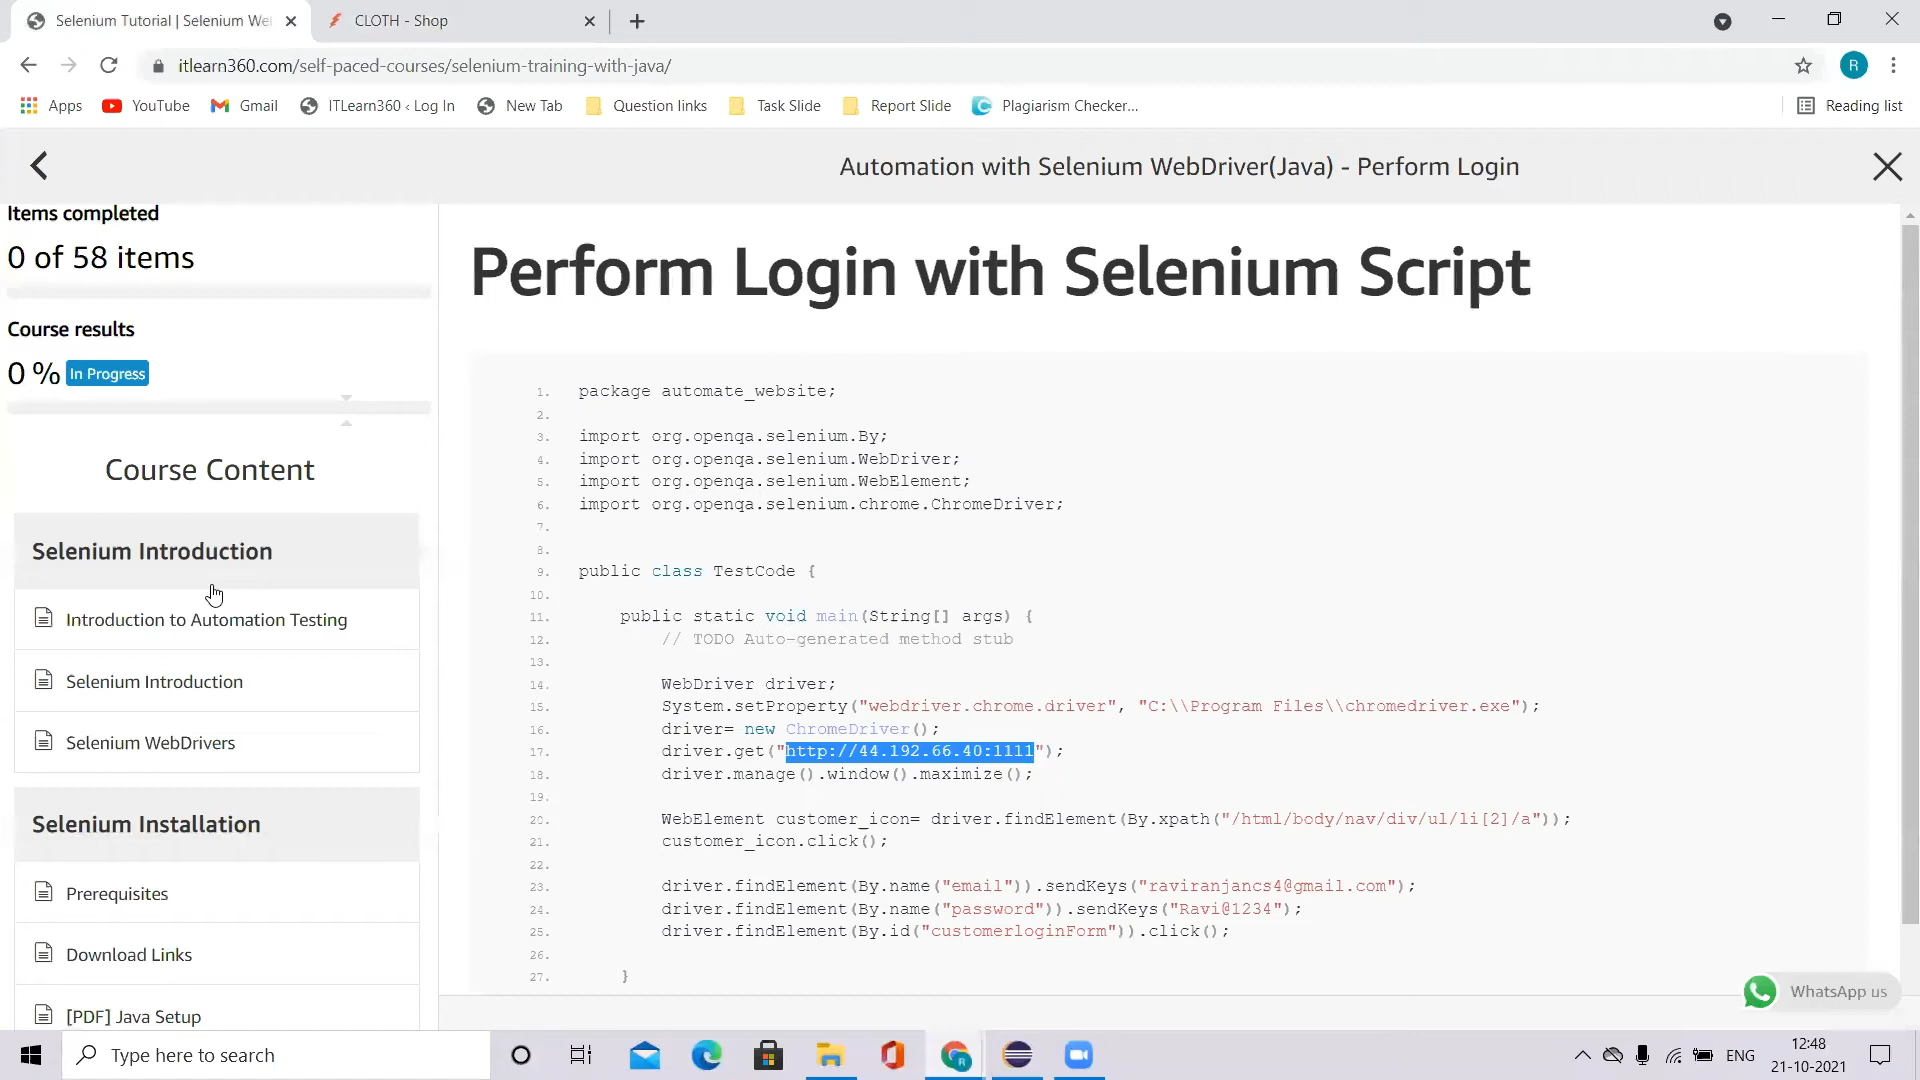 Selenium Tutorial | Selenium We
CLOTH - Shop
itlearn360.com/self-paced-courses/selenium-training-with-java/
R
Apps
YouTube
Gmail
ITLearn360 ‹ Log In
New Tab
Question links
Task Slide
Report Slide
Plagiarism Checker...
Reading list
Automation with Selenium WebDriver(Java) - Perform Login
Items completed
0 of 58 items
Course results
0 % In Progress
Course Content
Selenium Introduction
Introduction to Automation Testing
Selenium Introduction
Selenium WebDrivers
Selenium Installation
Prerequisites
Download Links
[PDF] Java Setup
Perform Login with Selenium Script
1. package automate_website;
2.
3. import org.openqa.selenium.By;
4. import org.openqa.selenium.WebDriver;
5. import org.openqa.selenium.WebElement;
6. import org.openqa.selenium.chrome.ChromeDriver;
7.
8.
9. public class TestCode {
10.
11. public static void main(String[] args) {
12. // TODO Auto-generated method stub
13.
14. WebDriver driver;
15. System.setProperty("webdriver.chrome.driver", "C:\\Program Files\\chromedriver.exe");
16. driver= new ChromeDriver();
17. driver.get("http://44.192.66.40:1111");
18. driver.manage().window().maximize();
19.
20. WebElement customer_icon= driver.findElement(By.xpath("/html/body/nav/div/ul/li[2]/a"));
21. customer_icon.click();
22.
23. driver.findElement(By.name("email")).sendKeys("raviranjancs4@gmail.com");
24. driver.findElement(By.name("password")).sendKeys("Ravi@1234");
25. driver.findElement(By.id("customerloginForm")).click();
26.
27. }
WhatsApp us
Type here to search
ENG
12:48
21-10-2021